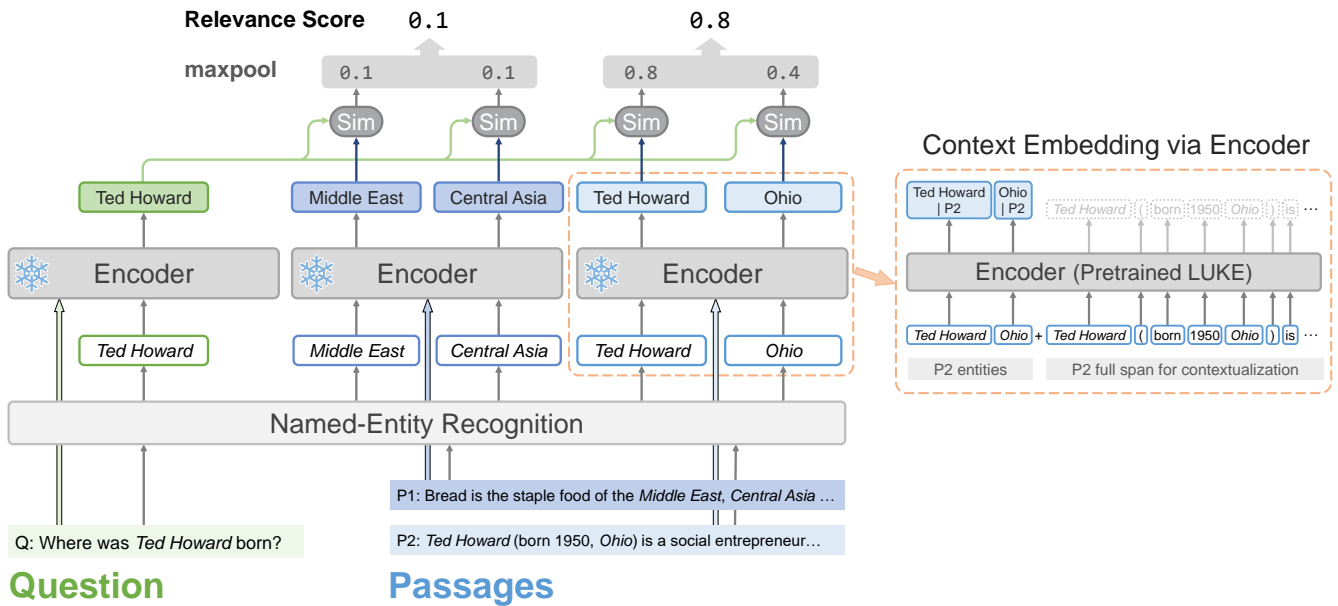 Relevance Score 0.1 0.8
maxpool 0.1 0.1 0.8 0.4
Sim Sim Sim Sim
Context Embedding via Encoder
Ted Howard Middle East Central Asia Ted Howard Ohio
Ted Howard | P2 Ohio | P2 Ted Howard ( born 1950 Ohio ) is ...
Encoder Encoder Encoder
Encoder (Pretrained LUKE)
Ted Howard Middle East Central Asia Ted Howard Ohio
Ted Howard Ohio + Ted Howard ( born 1950 Ohio ) is ...
P2 entities P2 full span for contextualization
Named-Entity Recognition
P1: Bread is the staple food of the Middle East, Central Asia ...
Q: Where was Ted Howard born?
P2: Ted Howard (born 1950, Ohio) is a social entrepreneur...
Question Passages